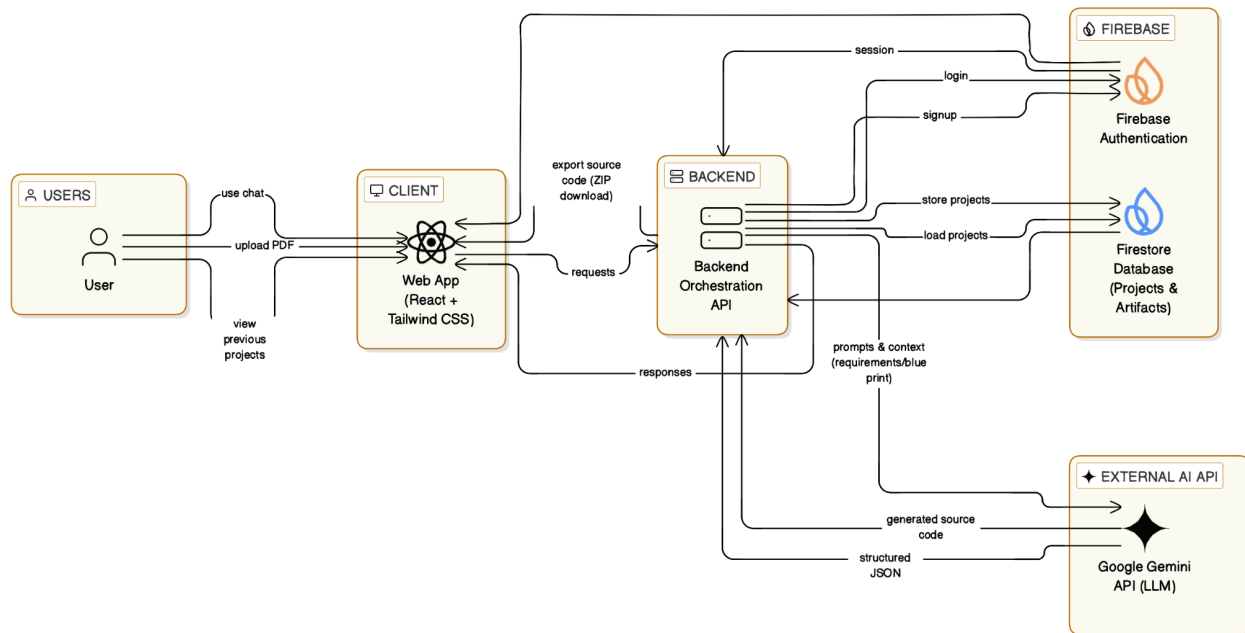 FIREBASE
session
login
signup
Firebase
Authentication
USERS
use chat
upload PDF
User
view
previous
projects
CLIENT
Web App
(React +
Tailwind CSS)
export source
code (ZIP
download)
requests
responses
BACKEND
Backend
Orchestration
API
store projects
load projects
Firestore
Database
(Projects &
Artifacts)
prompts & context
(requirements/blue
print)
EXTERNAL AI API
generated source
code
structured
JSON
Google Gemini
API (LLM)